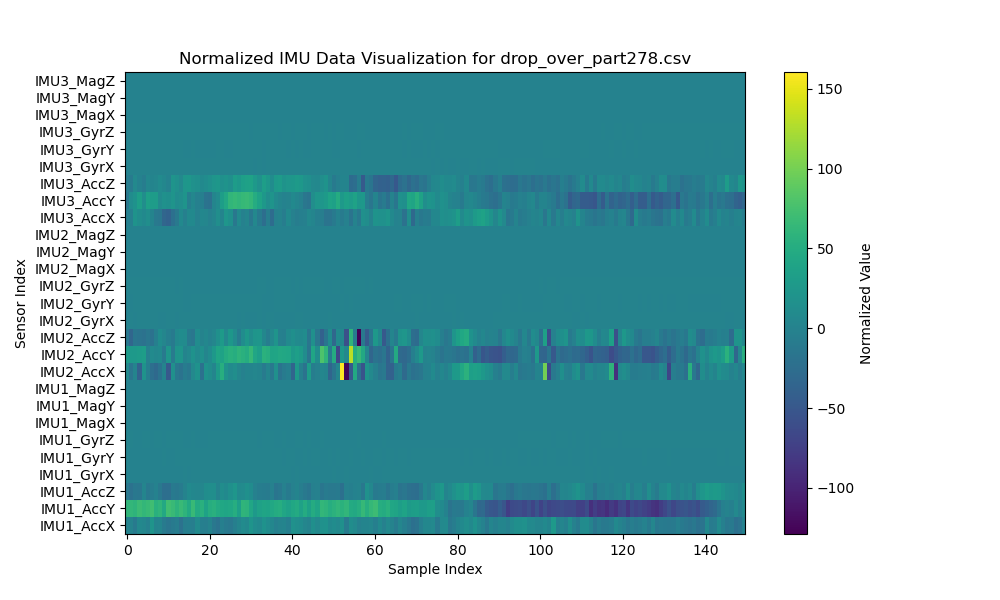 Normalized IMU Data Visualization for drop_over_part278.csv
IMU3_MagZ
IMU3_MagY
IMU3_MagX
IMU3_GyrZ
IMU3_GyrY
IMU3_GyrX
IMU3_AccZ
IMU3_AccY
IMU3_AccX
IMU2_MagZ
IMU2_MagY
IMU2_MagX
IMU2_GyrZ
IMU2_GyrY
IMU2_GyrX
IMU2_AccZ
IMU2_AccY
IMU2_AccX
IMU1_MagZ
IMU1_MagY
IMU1_MagX
IMU1_GyrZ
IMU1_GyrY
IMU1_GyrX
IMU1_AccZ
IMU1_AccY
IMU1_AccX
Sensor Index
0 20 40 60 80 100 120 140
Sample Index
150
100
50
0
−50
−100
Normalized Value